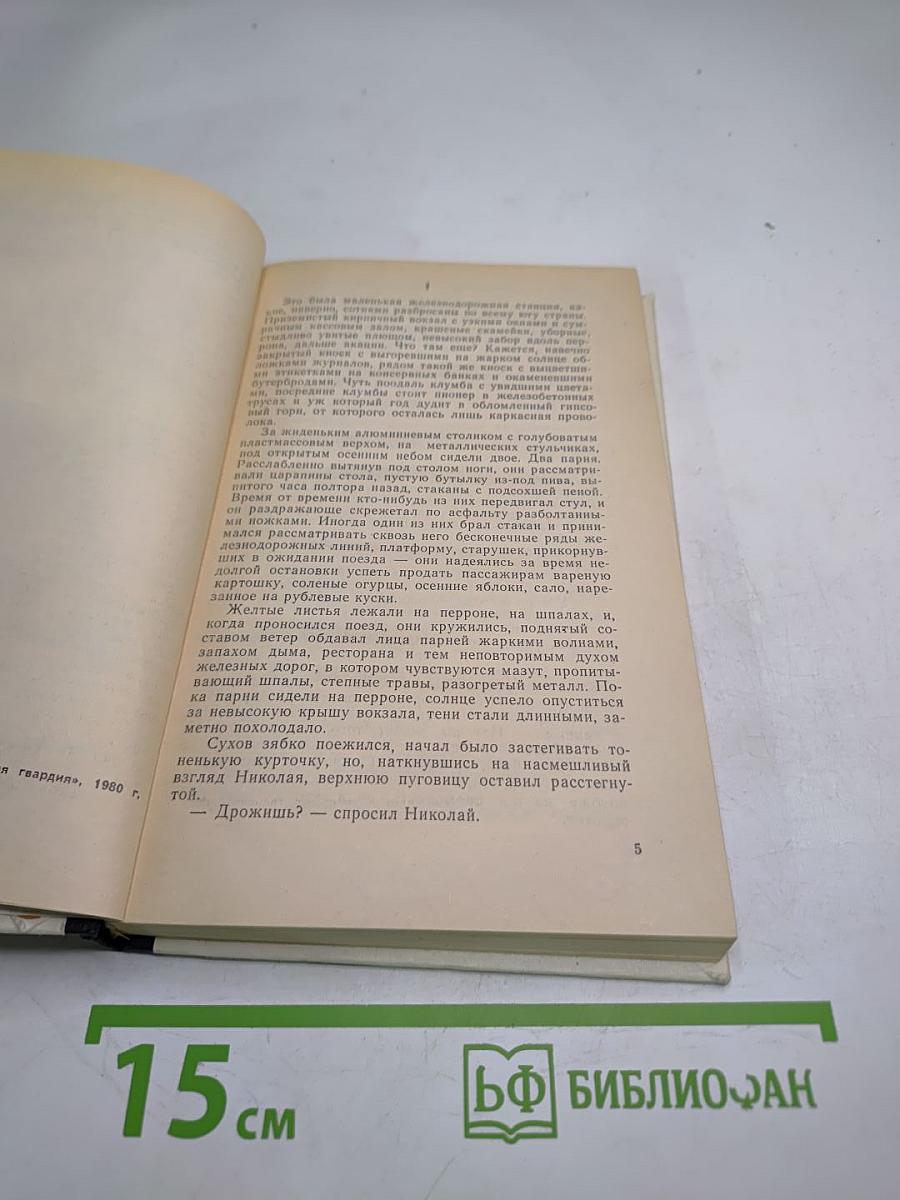 я гвардия», 1980 г,
I
Это была маленькая железнодорожная станция, ка-
кие, наверно, сотнями разбросаны по всему югу страны.
Приземистый кирпичный вокзал с узкими окнами и сум-
рачным кассовым залом, крашеные скамейки, уборные,
стыдливо увитые плющом, невысокий забор вдоль пер-
рона, дальше акации. Что там еще? Кажется, навечно
закрытый киоск с выгоревшими на жарком солнце об-
ложками журналов, рядом такой же киоск с выцветши-
ми этикетками на консервных банках и окаменевшими
бутербродами. Чуть поодаль клумба с увядшими цвета-
ми, посредине клумбы стоит пионер в железобетонных
трусах и уж который год дудит в обломленный гипсо-
вый горн, от которого осталась лишь каркасная прово-
лока.
За жиденьким алюминиевым столиком с голубоватым
пластмассовым верхом, на металлических стульчиках,
под открытым осенним небом сидели двое. Два парня.
Расслабленно вытянув под столом ноги, они рассматри-
вали царапины стола, пустую бутылку из-под пива, вы-
питого часа полтора назад, стаканы с подсохшей пеной.
Время от времени кто-нибудь из них передвигал стул, и
он раздражающе скрежетал по асфальту разболтанны-
ми ножками. Иногда один из них брал стакан и прини-
мался рассматривать сквозь него бесконечные ряды же-
лезнодорожных линий, платформу, старушек, прикорнув-
ших в ожидании поезда — они надеялись за время не-
долгой остановки успеть продать пассажирам вареную
картошку, соленые огурцы, осенние яблоки, сало, наре-
занное на рублевые куски.
Желтые листья лежали на перроне, на шпалах, и,
когда проносился поезд, они кружились, поднятый со-
ставом ветер обдавал лица парней жаркими волнами,
запахом дыма, ресторана и тем неповторимым духом
железных дорог, в котором чувствуются мазут, пропиты-
вающий шпалы, степные травы, разогретый металл. По-
ка парни сидели на перроне, солнце успело опуститься
за невысокую крышу вокзала, тени стали длинными, за-
метно похолодало.
Сухов зябко поежился, начал было застегивать то-
ненькую курточку, но, наткнувшись на насмешливый
взгляд Николая, верхнюю пуговицу оставил расстегну-
той.
— Дрожишь? — спросил Николай.
5
15 см
БФ БИБЛИОФАН